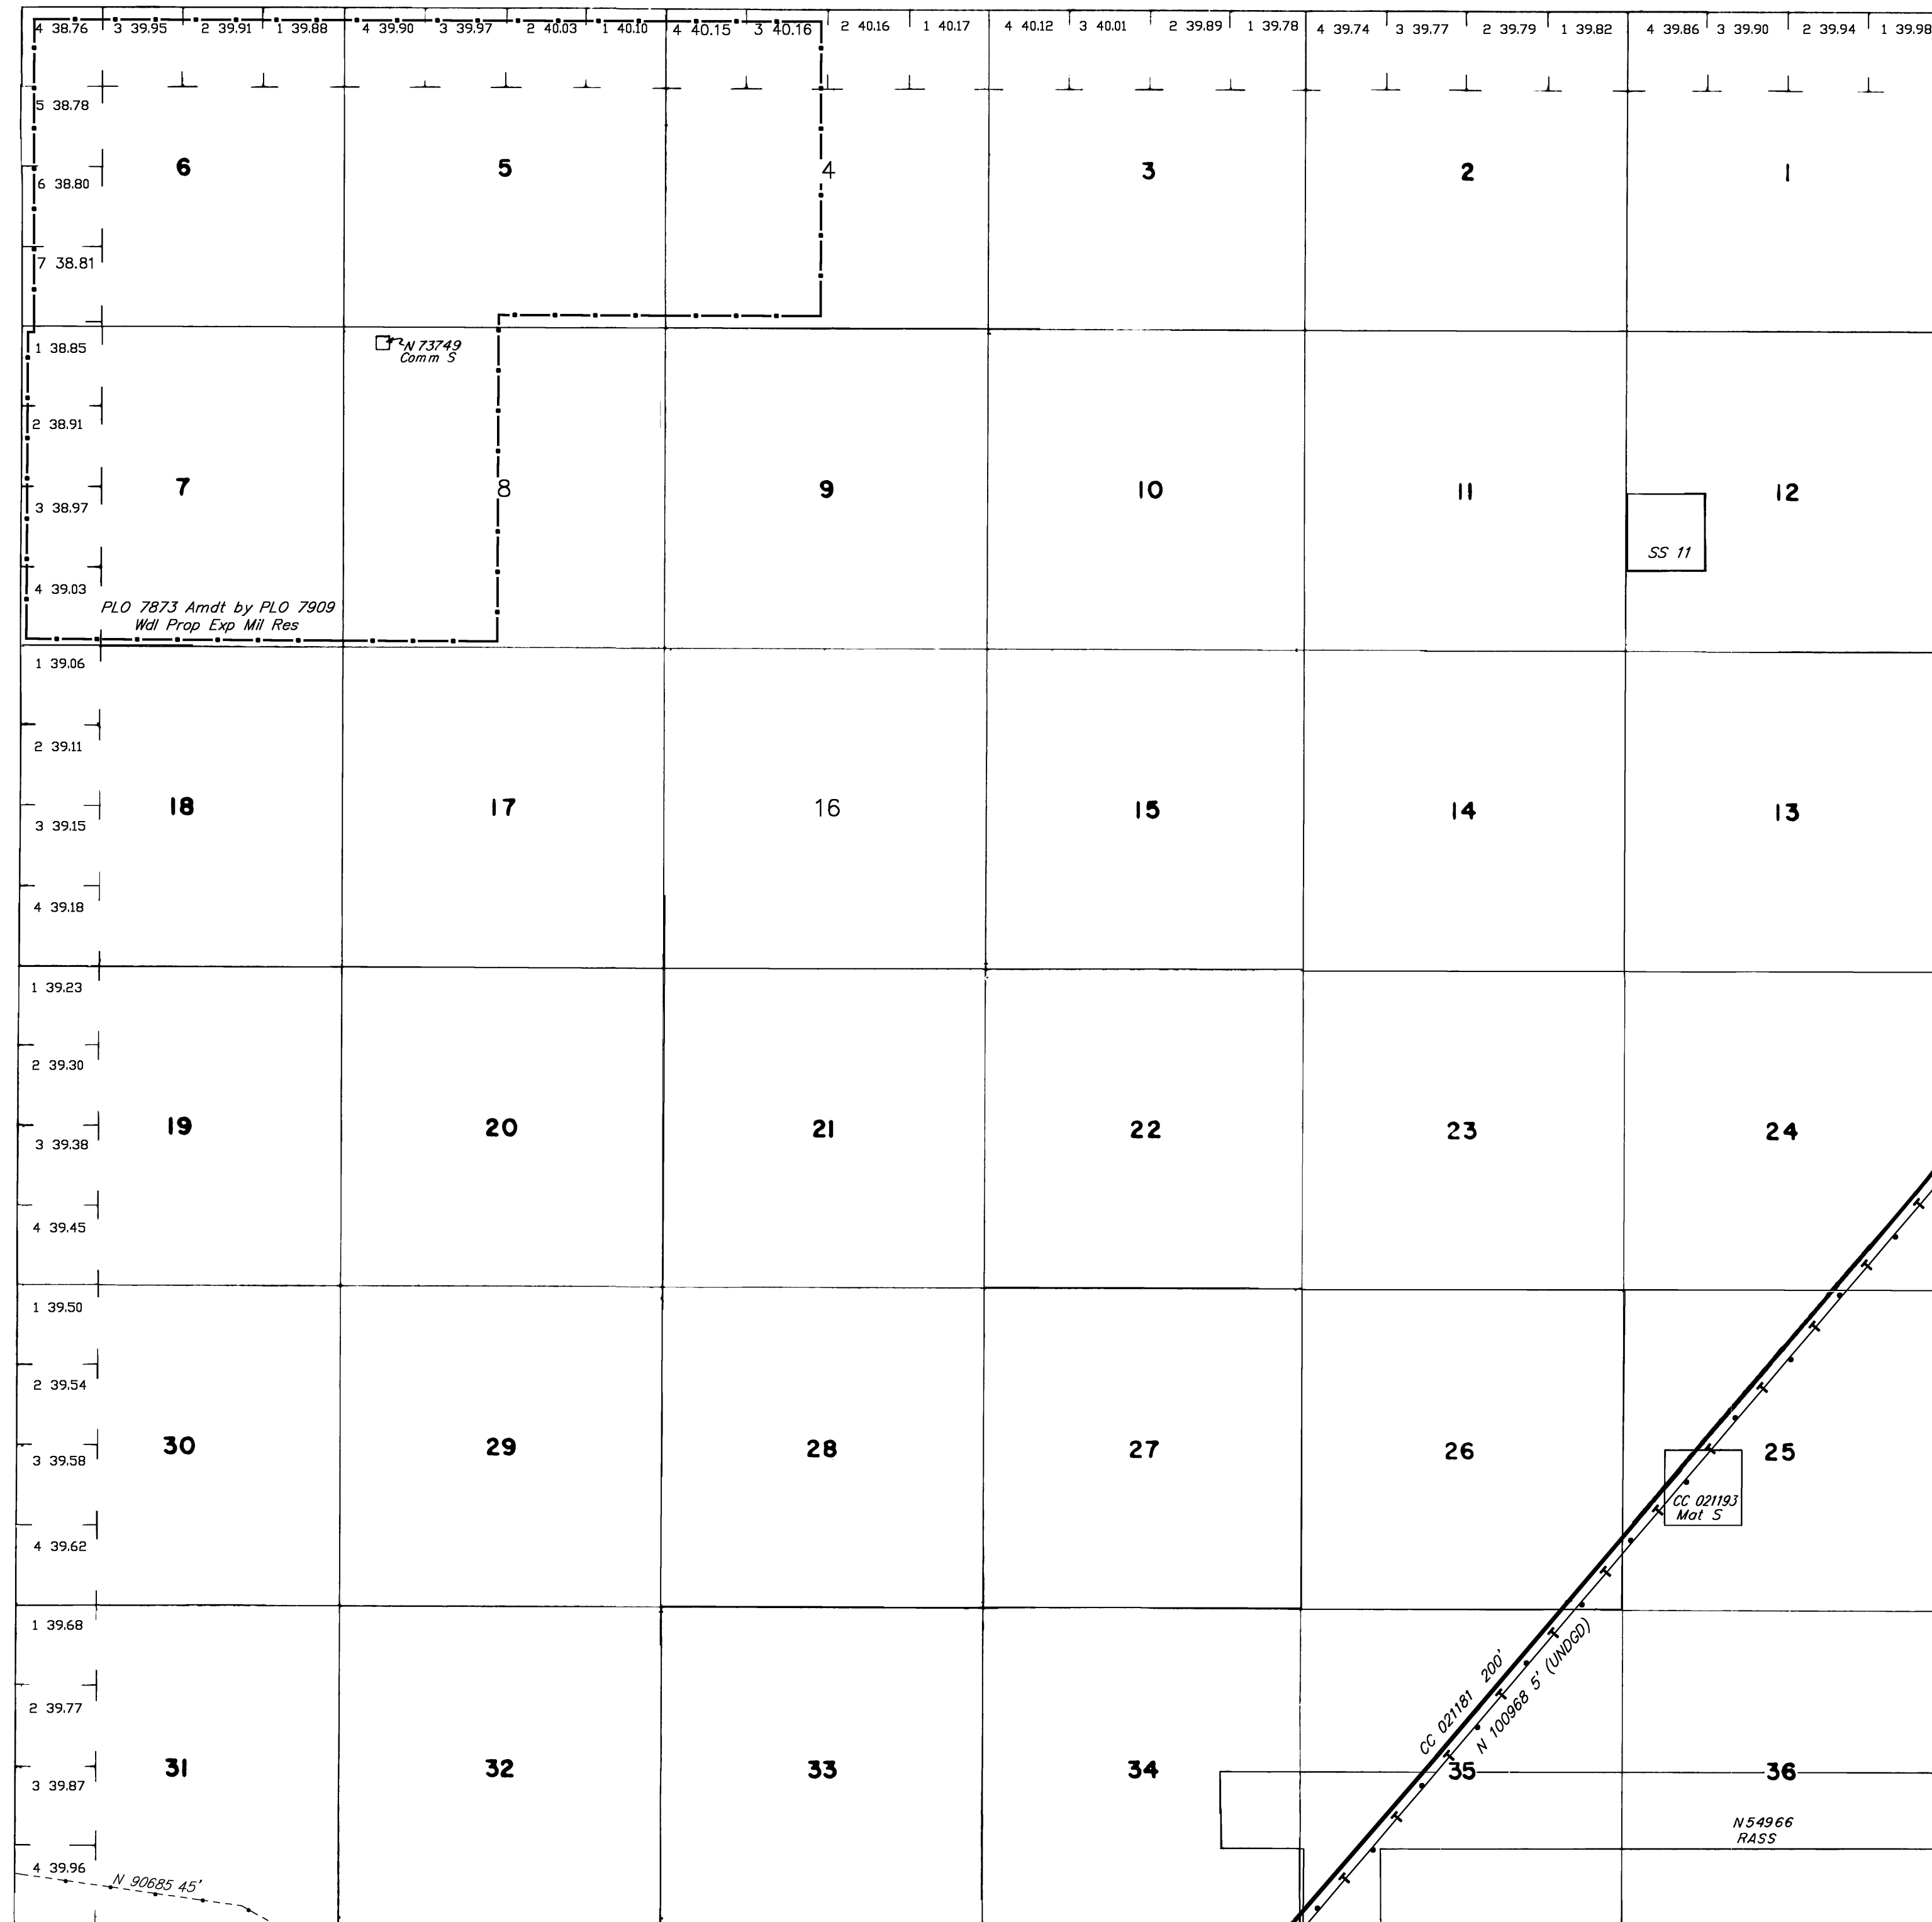 4 38.76 3 39.95 2 39.91 1 39.88 4 39.90 3 39.97 2 40.03 1 40.10 4 40.15 3 40.16 2 40.16 1 40.17 4 40.12 3 40.01 2 39.89 1 39.78 4 39.74 3 39.77 2 39.79 1 39.82 4 39.86 3 39.90 2 39.94 1 39.98
5 38.78
6 5 4 3 2 1
6 38.80
7 38.81
1 38.85
N 73749
Comm S
2 38.91
7 8 9 10 11 12
3 38.97
SS 11
4 39.03
PLO 7873 Amdt by PLO 7909
Wdl Prop Exp Mil Res
1 39.06
2 39.11
18 17 16 15 14 13
3 39.15
4 39.18
1 39.23
2 39.30
19 20 21 22 23 24
3 39.38
4 39.45
1 39.50
2 39.54
30 29 28 27 26 25
3 39.58
CC 021193
Mat S
4 39.62
1 39.68
CC 021181 200'
N 100968 5' (UNDGD)
2 39.77
31 32 33 34 35 36
3 39.87
N 54966
RASS
4 39.96
N 90685 45'